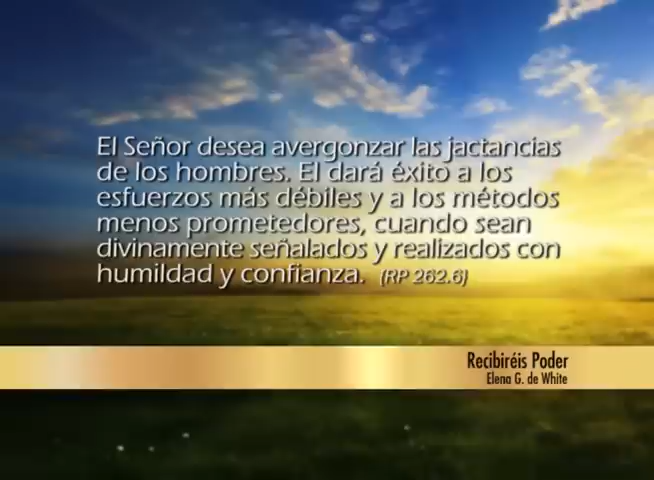 El Señor desea avergonzar las jactancias
de los hombres. El dará éxito a los
esfuerzos más débiles y a los métodos
menos prometedores, cuando sean
divinamente señalados y realizados con
humildad y confianza. (RP 262.6)
Recibiréis Poder
Elena G. de White